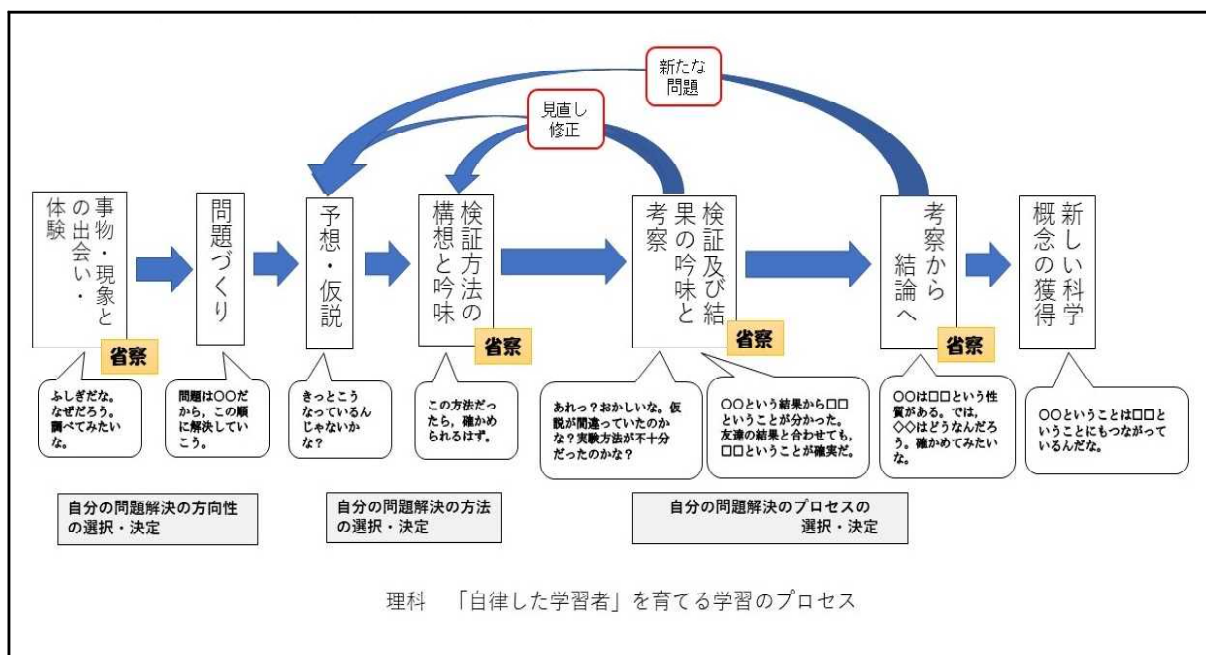 新たな
問題
見直し
修正
事物・現象と
の出会い・
体験
問題づくり
予想・仮説
検証方法の
構想と吟味
検証及び結
果の吟味と
考察
考察から
結論へ
新しい科学
概念の獲得
省察
省察
省察
省察
ふしぎだな。
なぜだろう。
調べてみたい
な。
問題は○○だ
から，この順
に解決してい
こう。
きっとこう
なっているん
じゃないか
な？
この方法だっ
たら，確かめ
られるはず。
あれっ？おかしいな。仮
説が間違っていたのか
な？実験方法が不十分
だったのかな？
○○という結果から□□
ということが分かった。
友達の結果と合わせても，
□□ということが確実だ。
○○は□□という性
質がある。では，
◇◇はどうなんだろ
う。確かめてみたい
な。
○○ということは□□と
いうことにもつながって
いるんだな。
自分の問題解決の方向性
の選択・決定
自分の問題解決の方法
の選択・決定
自分の問題解決のプロセスの
選択・決定
理科　「自律した学習者」を育てる学習のプロセス